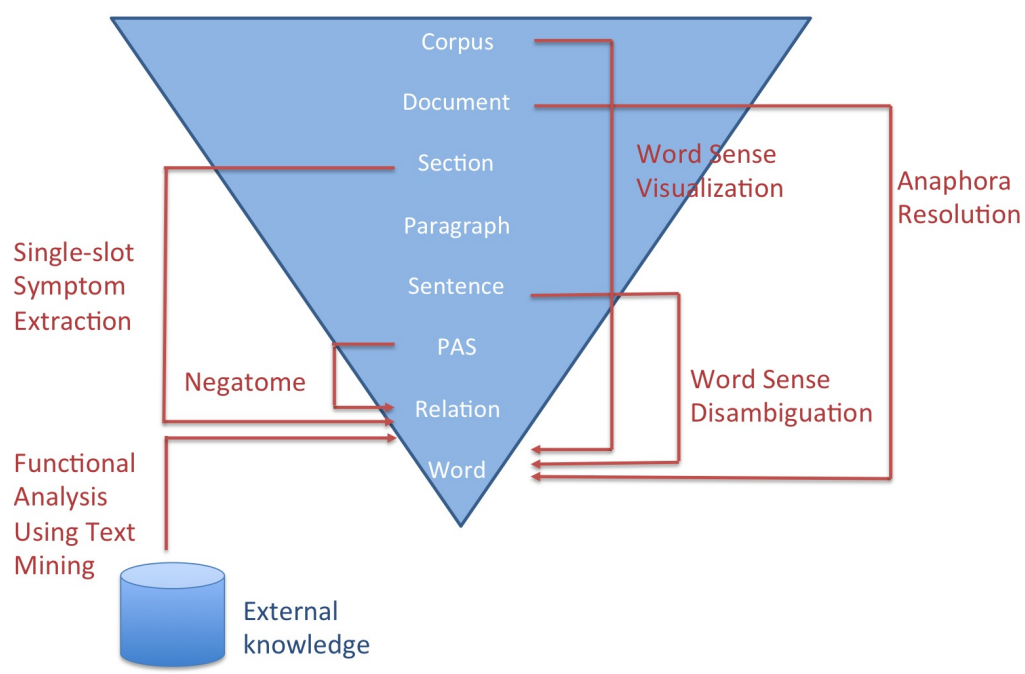 Corpus
Document
Section
Paragraph
Sentence
PAS
Relation
Word
Word Sense
Visualization
Anaphora
Resolution
Single-slot
Symptom
Extraction
Negatome
Word Sense
Disambiguation
Functional
Analysis
Using Text
Mining
External
knowledge